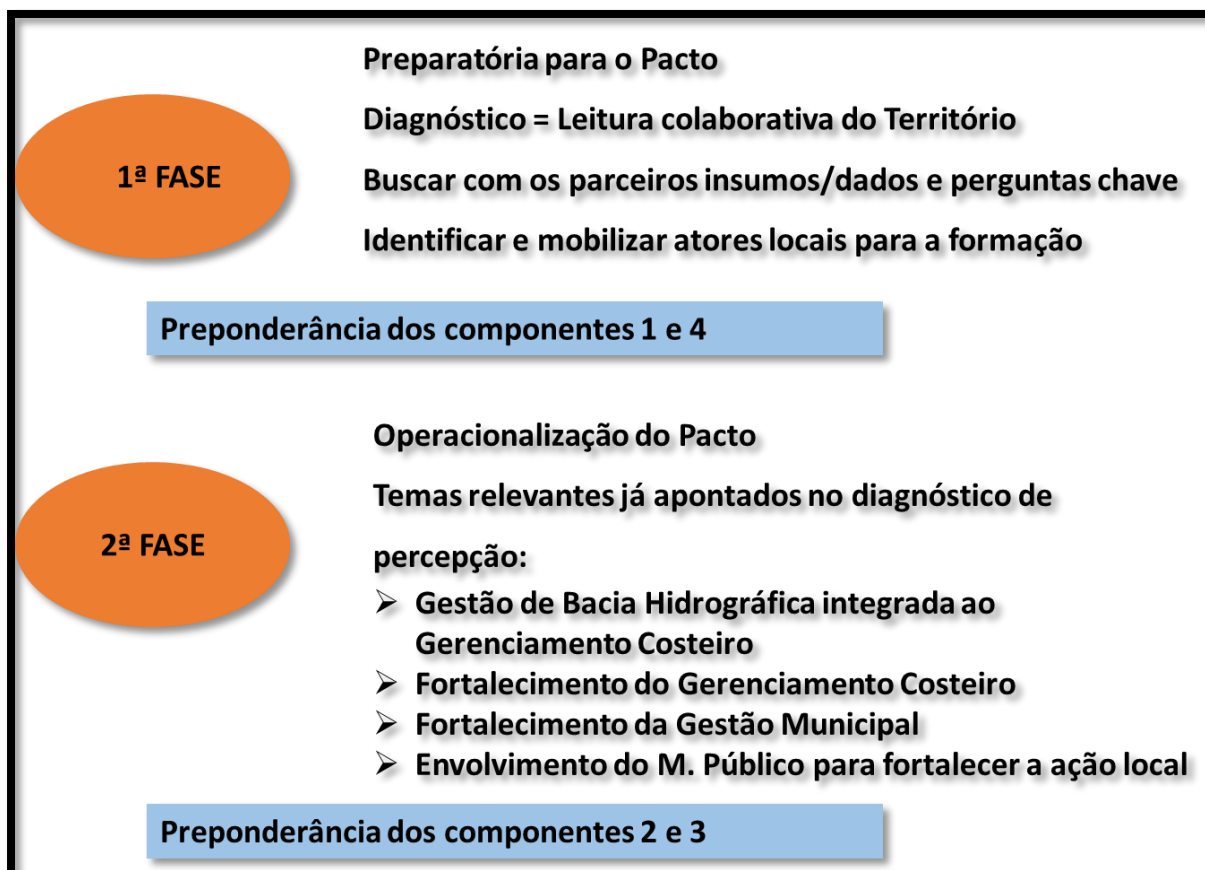 Preparatória para o Pacto
Diagnóstico = Leitura colaborativa do Território
1ª FASE
Buscar com os parceiros insumos/dados e perguntas chave
Identificar e mobilizar atores locais para a formação
Preponderância dos componentes 1 e 4
Operacionalização do Pacto
Temas relevantes já apontados no diagnóstico de
2ª FASE
percepção:
➢ Gestão de Bacia Hidrográfica integrada ao
Gerenciamento Costeiro
➢ Fortalecimento do Gerenciamento Costeiro
➢ Fortalecimento da Gestão Municipal
➢ Envolvimento do M. Público para fortalecer a ação local
Preponderância dos componentes 2 e 3